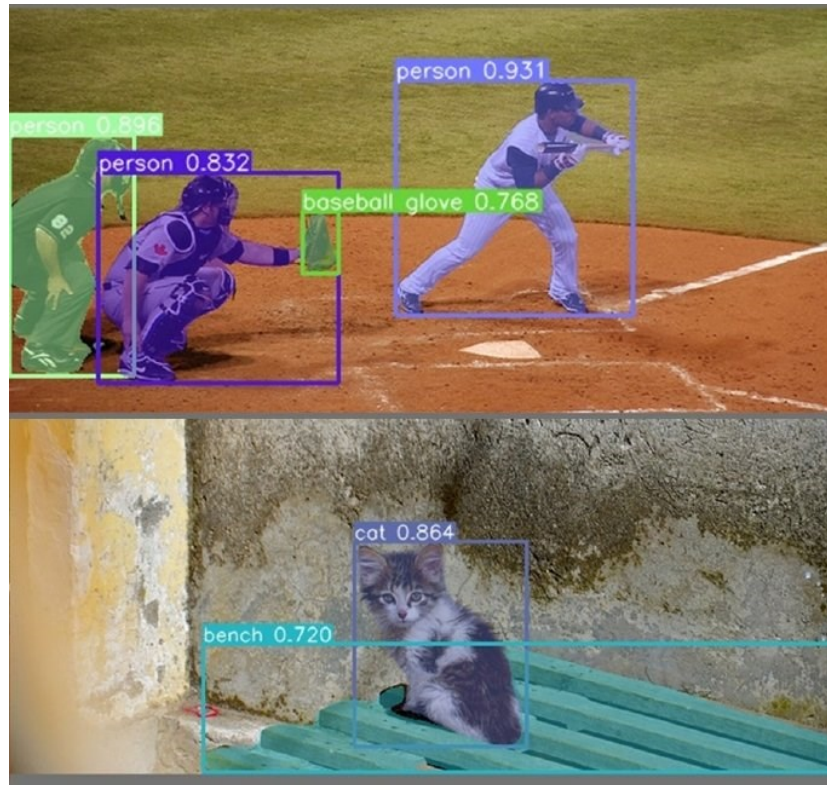 person 0.931
person 0.896
person 0.832
baseball glove 0.768
cat 0.864
bench 0.720